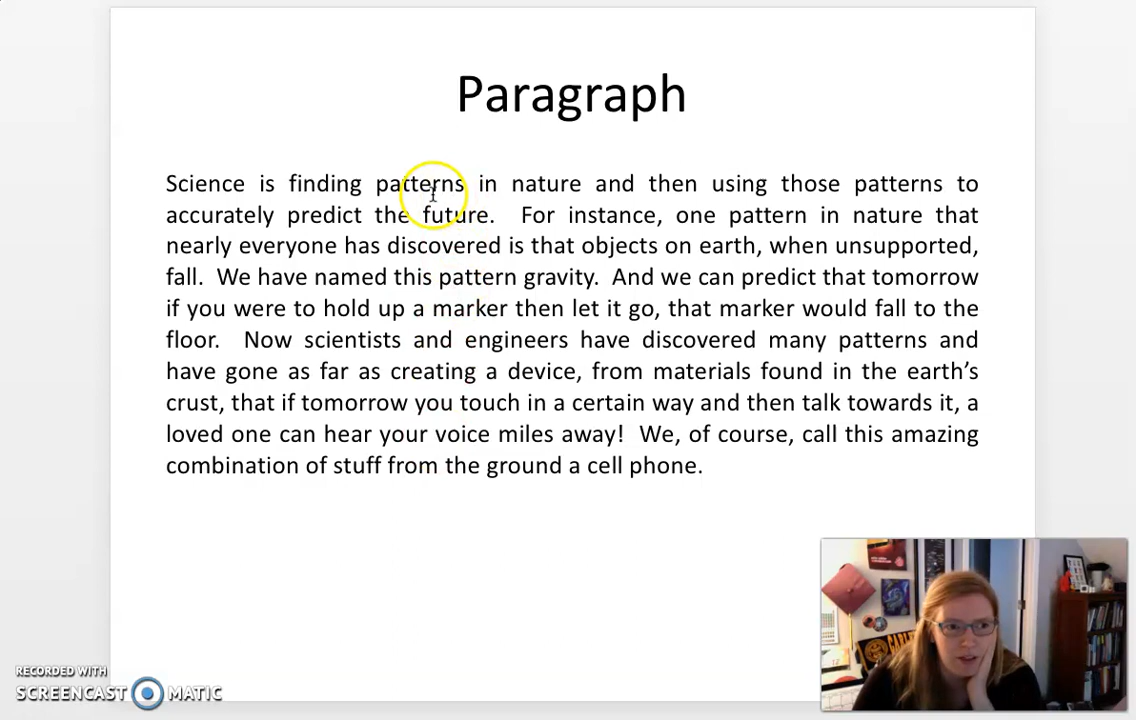 Paragraph
Science is finding patterns in nature and then using those patterns to
accurately predict the future. For instance, one pattern in nature that
nearly everyone has discovered is that objects on earth, when unsupported,
fall. We have named this pattern gravity. And we can predict that tomorrow
if you were to hold up a marker then let it go, that marker would fall to the
floor. Now scientists and engineers have discovered many patterns and
have gone as far as creating a device, from materials found in the earth’s
crust, that if tomorrow you touch in a certain way and then talk towards it, a
loved one can hear your voice miles away! We, of course, call this amazing
combination of stuff from the ground a cell phone.
RECORDED WITH
SCREENCAST MATIC